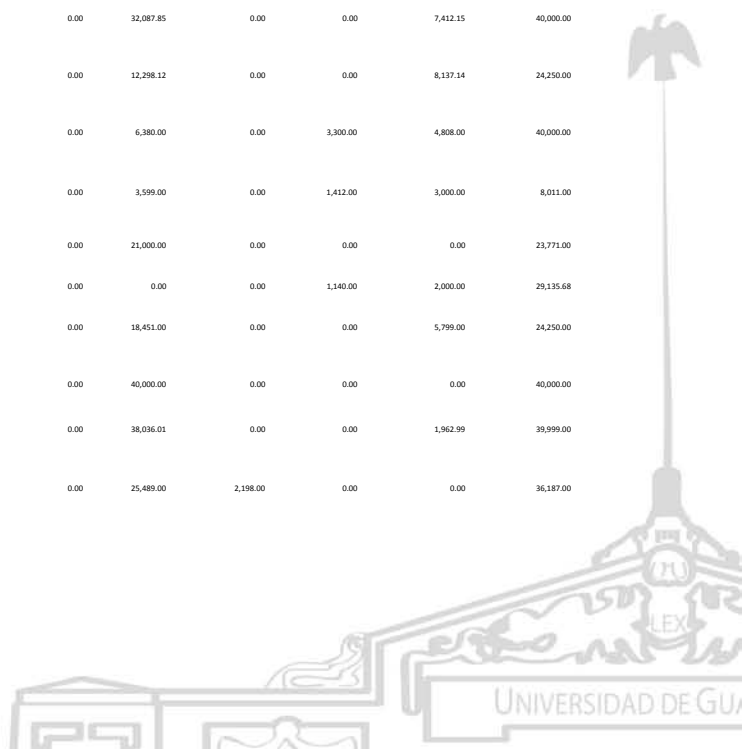 0.00 32,087.85 0.00 0.00 7,412.15 40,000.00
0.00 12,298.12 0.00 0.00 8,137.14 24,250.00
0.00 6,380.00 0.00 3,300.00 4,808.00 40,000.00
0.00 3,599.00 0.00 1,412.00 3,000.00 8,011.00
0.00 21,000.00 0.00 0.00 0.00 23,771.00
0.00 0.00 0.00 1,140.00 2,000.00 29,135.68
0.00 18,451.00 0.00 0.00 5,799.00 24,250.00
0.00 40,000.00 0.00 0.00 0.00 40,000.00
0.00 38,036.01 0.00 0.00 1,962.99 39,999.00
0.00 25,489.00 2,198.00 0.00 0.00 36,187.00
LEX
UNIVERSIDAD DE GUA